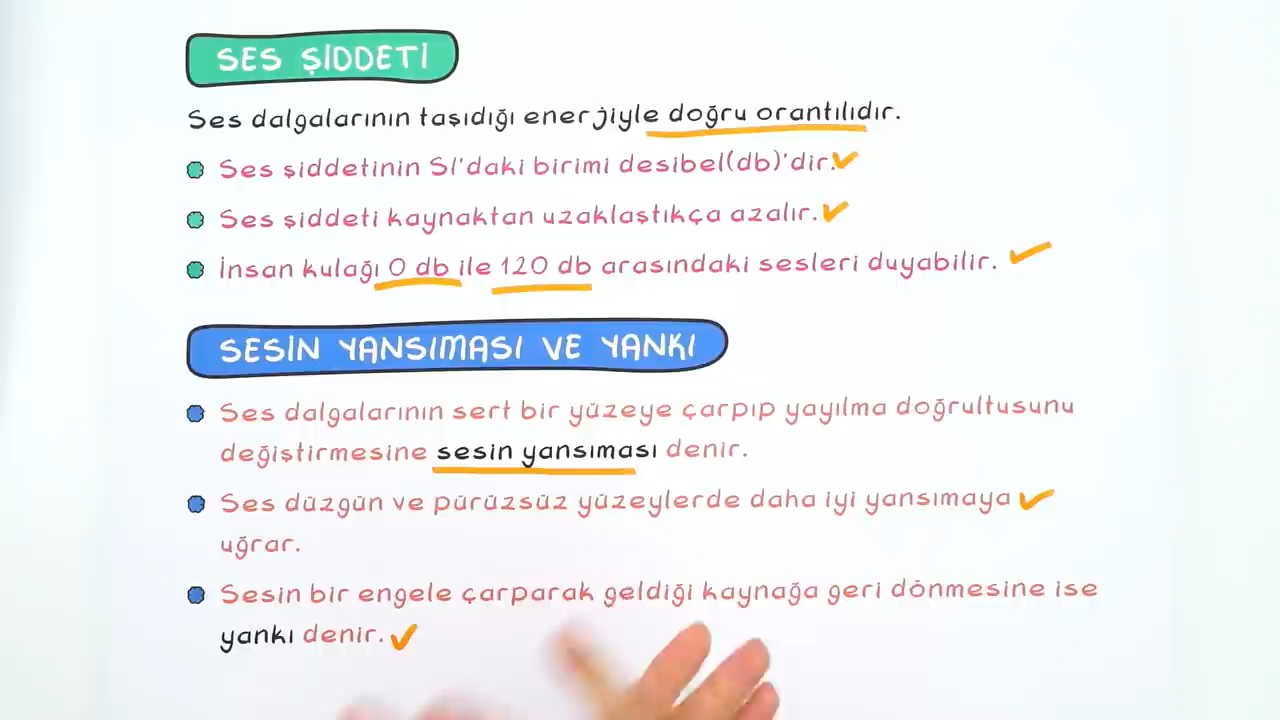 SES ŞİDDETİ
Ses dalgalarının taşıdığı enerjiyle doğru orantılıdır.
Ses şiddetinin SI'daki birimi desibel(db)'dir.
Ses şiddeti kaynaktan uzaklaştıkça azalır.
İnsan kulağı 0 db ile 120 db arasındaki sesleri duyabilir.
SESİN YANSIMASI VE YANKI
Ses dalgalarının sert bir yüzeye çarpıp yayılma doğrultusunu
değiştirmesine sesin yansıması denir.
Ses düzgün ve pürüzsüz yüzeylerde daha iyi yansımaya
uğrar.
Sesin bir engele çarparak geldiği kaynağa geri dönmesine ise
yankı denir.